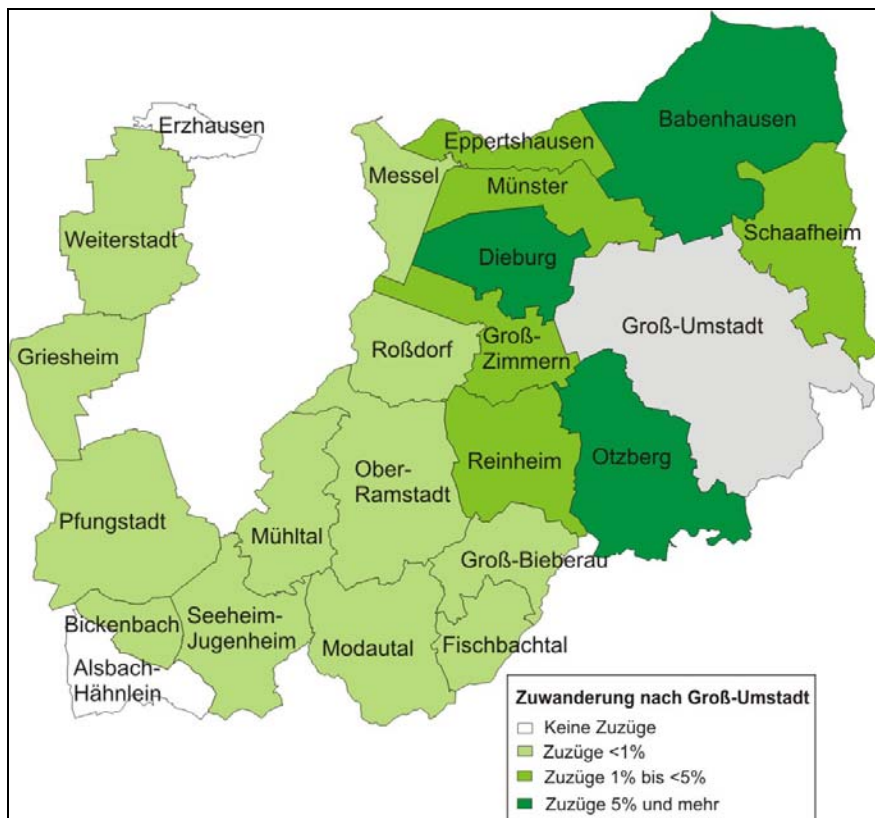 Erzhausen
Babenhausen
Eppertshausen
Messel
Münster
Weiterstadt
Schaafheim
Dieburg
Groß-Umstadt
Griesheim
Roßdorf
Groß-
Zimmern
Otzberg
Reinheim
Ober-
Ramstadt
Pfungstadt
Mühltal
Groß-Bieberau
Bickenbach
Seeheim-
Jugenheim
Modautal
Fischbachtal
Alsbach-
Hähnlein
Zuwanderung nach Groß-Umstadt
Keine Zuzüge
Zuzüge <1%
Zuzüge 1% bis <5%
Zuzüge 5% und mehr